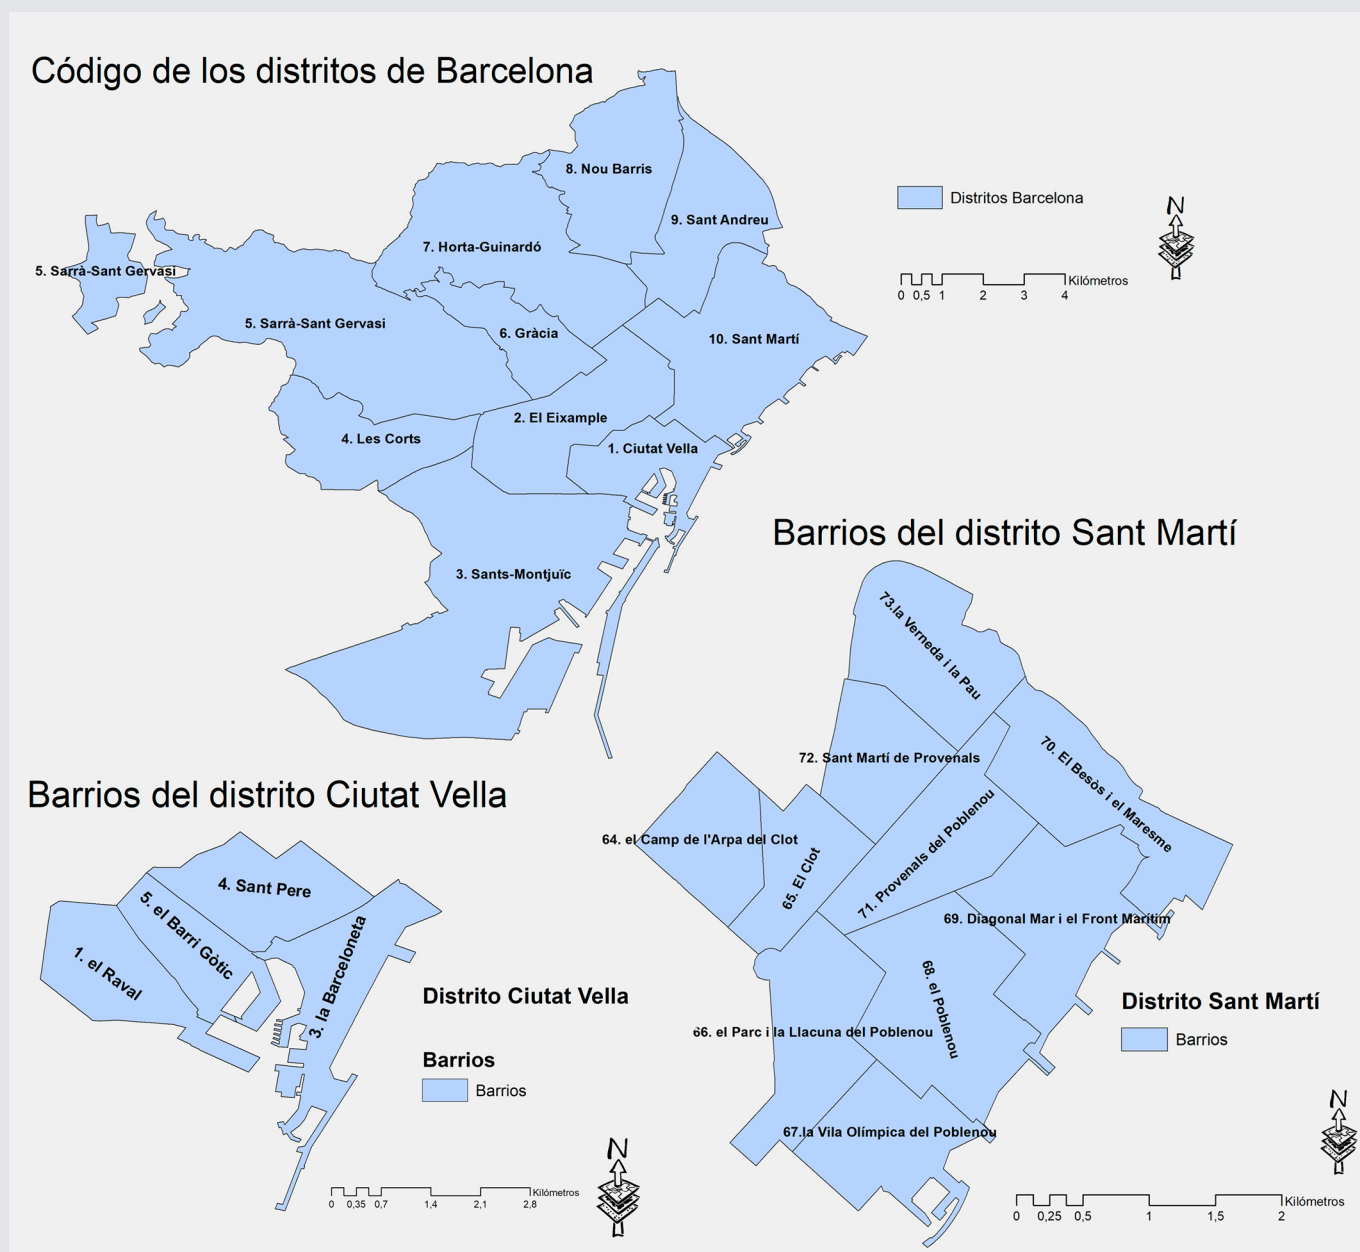 Código de los distritos de Barcelona
8. Nou Barris
9. Sant Andreu
7. Horta-Guinardó
5. Sarrà-Sant Gervasi
5. Sarrà-Sant Gervasi
6. Gràcia
10. Sant Martí
2. El Eixample
4. Les Corts
1. Ciutat Vella
3. Sants-Montjuïc
Distritos Barcelona
N
0 0,5 1 2 3 4 Kilómetros
Barrios del distrito Sant Martí
73.la Verneda i la Pau
72. Sant Martí de Provenals
70. El Besòs i el Maresme
64. el Camp de l'Arpa del Clot
65. El Clot
71. Provenals del Poblenou
69. Diagonal Mar i el Front Marítim
68. el Poblenou
66. el Parc i la Llacuna del Poblenou
67.la Vila Olímpica del Poblenou
Distrito Sant Martí
Barrios
N
0 0,25 0,5 1 1,5 2 Kilómetros
Barrios del distrito Ciutat Vella
4. Sant Pere
5. el Barri Gòtic
1. el Raval
3. la Barceloneta
Distrito Ciutat Vella
Barrios
Barrios
N
0 0,35 0,7 1,4 2,1 2,8 Kilómetros